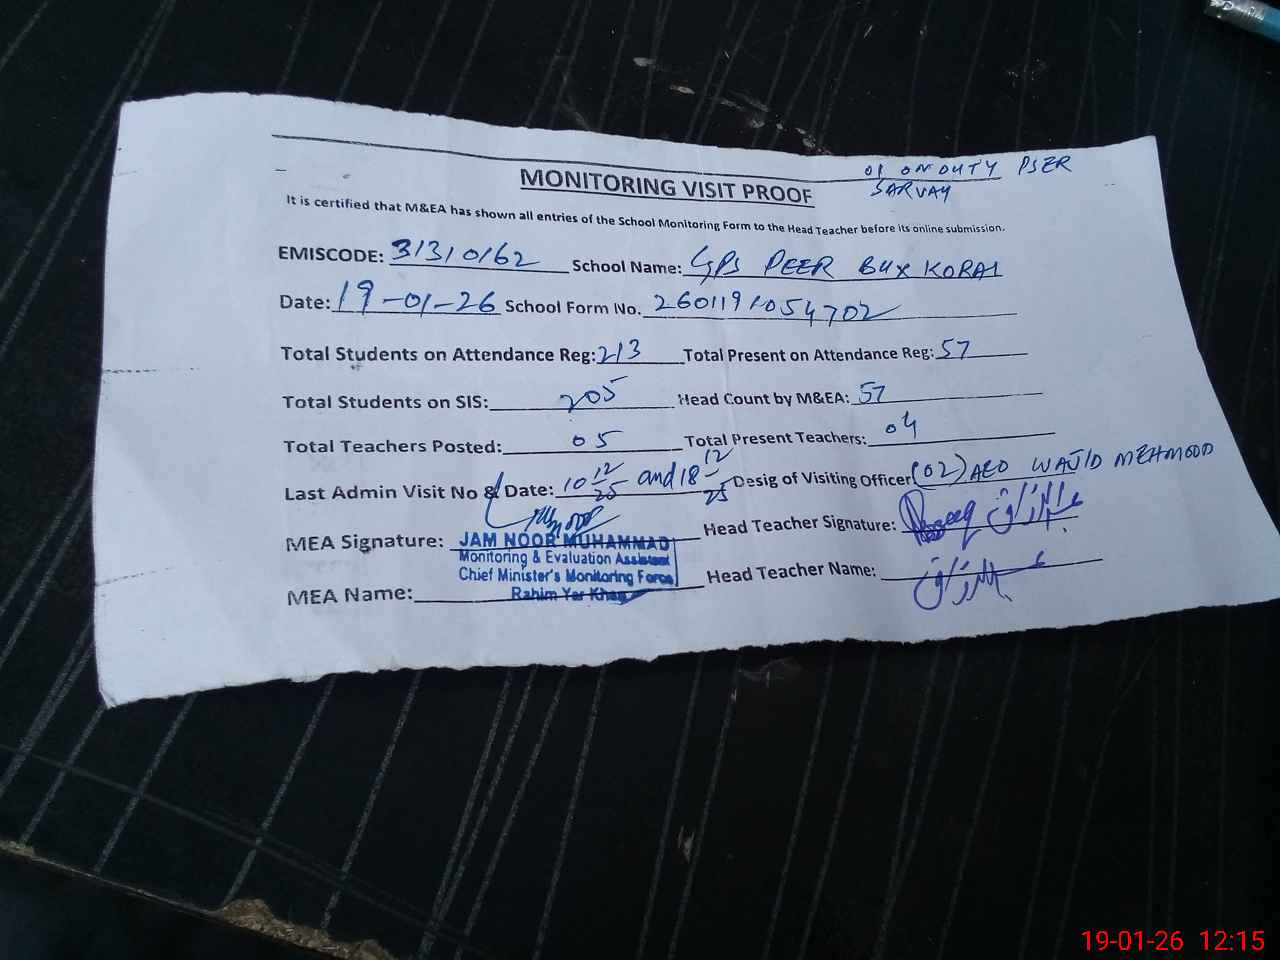 01 ON DUTY PSER
SARVAY
MONITORING VISIT PROOF
It is certified that M&EA has shown all entries of the School Monitoring Form to the Head Teacher before its online submission.
EMISCODE: 31310162 School Name: GPS PEER BUX KORAI
Date: 19-01-26 School Form No. 2601191054702
Total Students on Attendance Reg: 213 Total Present on Attendance Reg: 57
Total Students on SIS: 205 Head Count by M&EA: 57
Total Teachers Posted: 05 Total Present Teachers: 04
Last Admin Visit No & Date: 10 12/25 and 18 12/25 Desig of Visiting Officer (02) AEO WAJID MEHMOOD
MEA Signature: Head Teacher Signature: عبدالرزاق
JAM NOOR MUHAMMAD
Monitoring & Evaluation Assistant
Chief Minister's Monitoring Force
Rahim Yar Khan
MEA Name: Head Teacher Name: عبدالرزاق
19-01-26 12:15